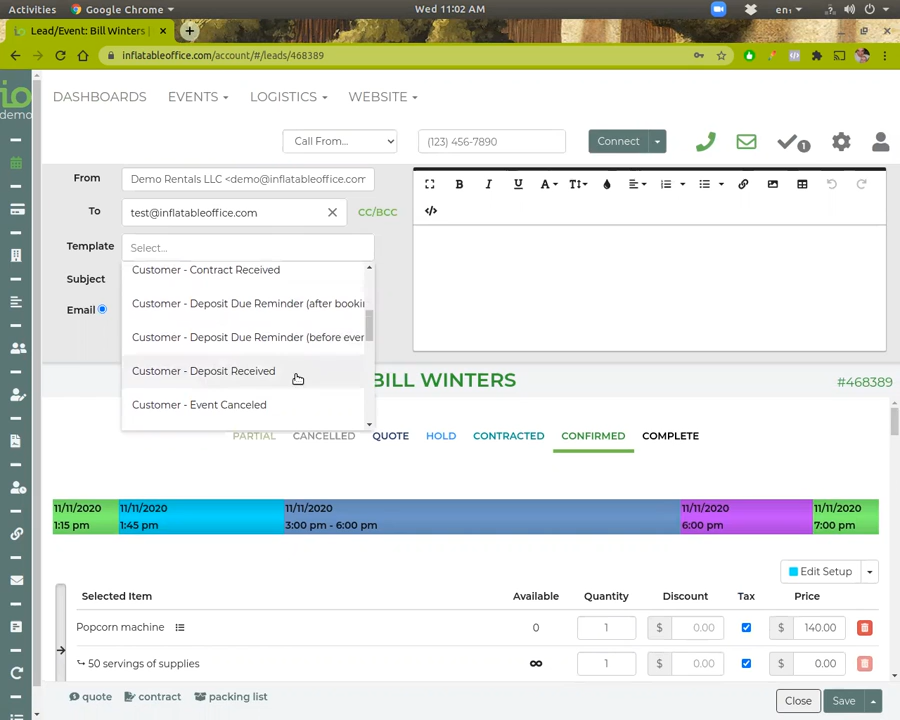 Activities Google Chrome Wed 11:02 AM en₁
Lead/Event: Bill Winters |
inflatableoffice.com/account/#/leads/468389
io
demo
DASHBOARDS EVENTS LOGISTICS WEBSITE
Call From... (123) 456-7890 Connect 1
From Demo Rentals LLC <demo@inflatableoffice.com
To test@inflatableoffice.com CC/BCC
Template Select...
Subject
Email
Customer - Contract Received
Customer - Deposit Due Reminder (after booki
Customer - Deposit Due Reminder (before ever
Customer - Deposit Received
Customer - Event Canceled
B I U A T </>
BILL WINTERS #468389
PARTIAL CANCELLED QUOTE HOLD CONTRACTED CONFIRMED COMPLETE
11/11/2020 11/11/2020 11/11/2020 11/11/2020 11/11/2020
1:15 pm 1:45 pm 3:00 pm - 6:00 pm 6:00 pm 7:00 pm
Edit Setup
Selected Item Available Quantity Discount Tax Price
Popcorn machine 0 1 $ 0.00 $ 140.00
50 servings of supplies ∞ 1 $ 0.00 $ 0.00
quote contract packing list Close Save